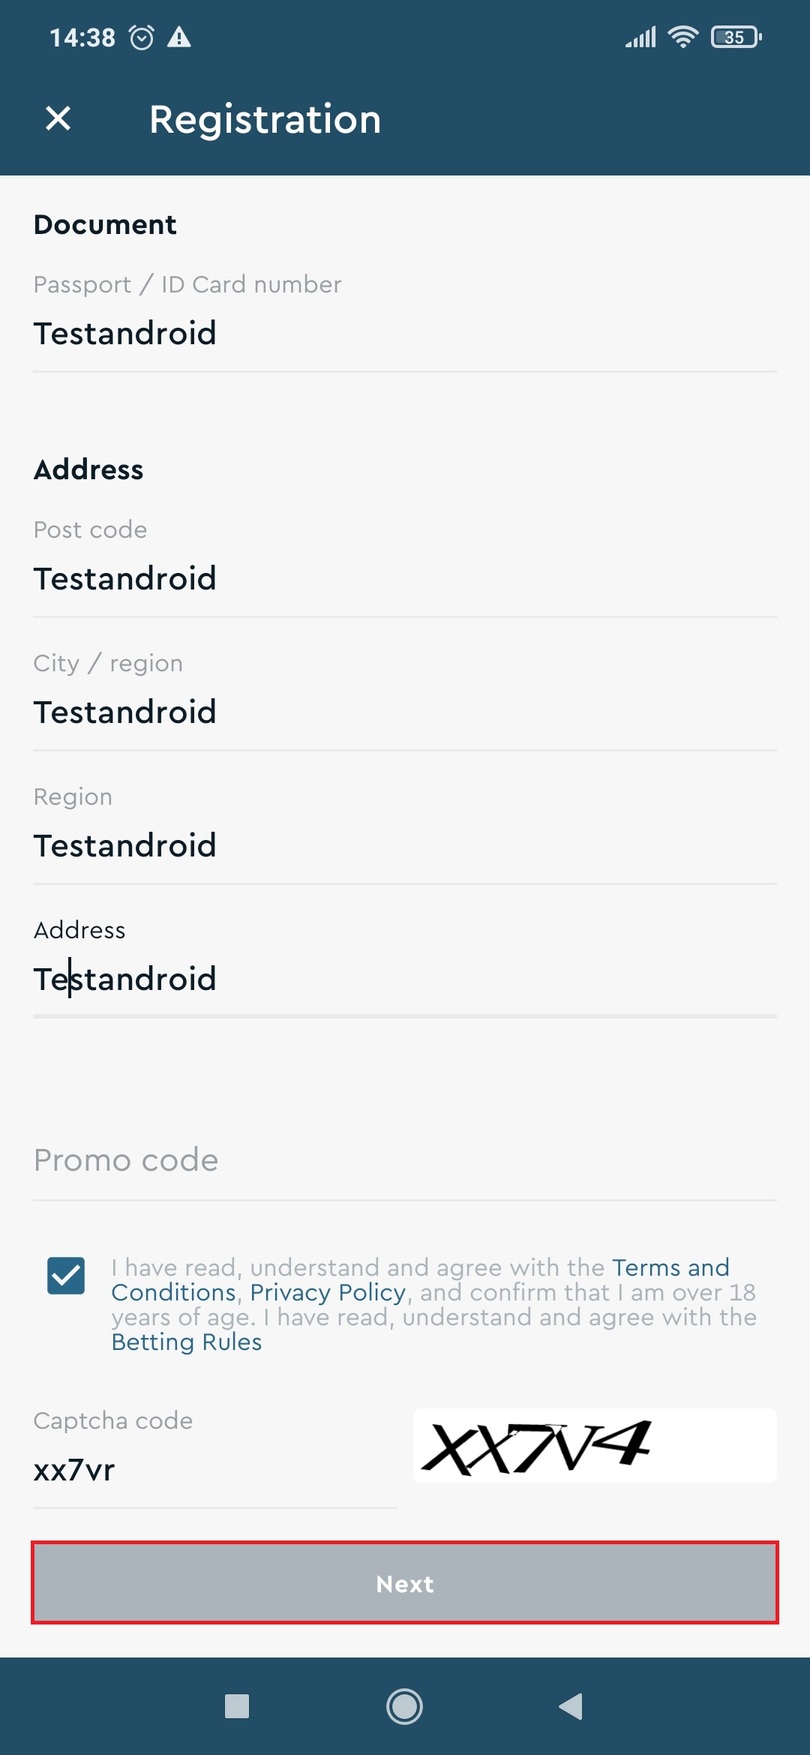 14:38
35
Registration
Document
Passport / ID Card number
Testandroid
Address
Post code
Testandroid
City / region
Testandroid
Region
Testandroid
Address
Testandroid
Promo code
I have read, understand and agree with the Terms and
Conditions, Privacy Policy, and confirm that I am over 18
years of age. I have read, understand and agree with the
Betting Rules
Captcha code
xx7vr
XX7V4
Next